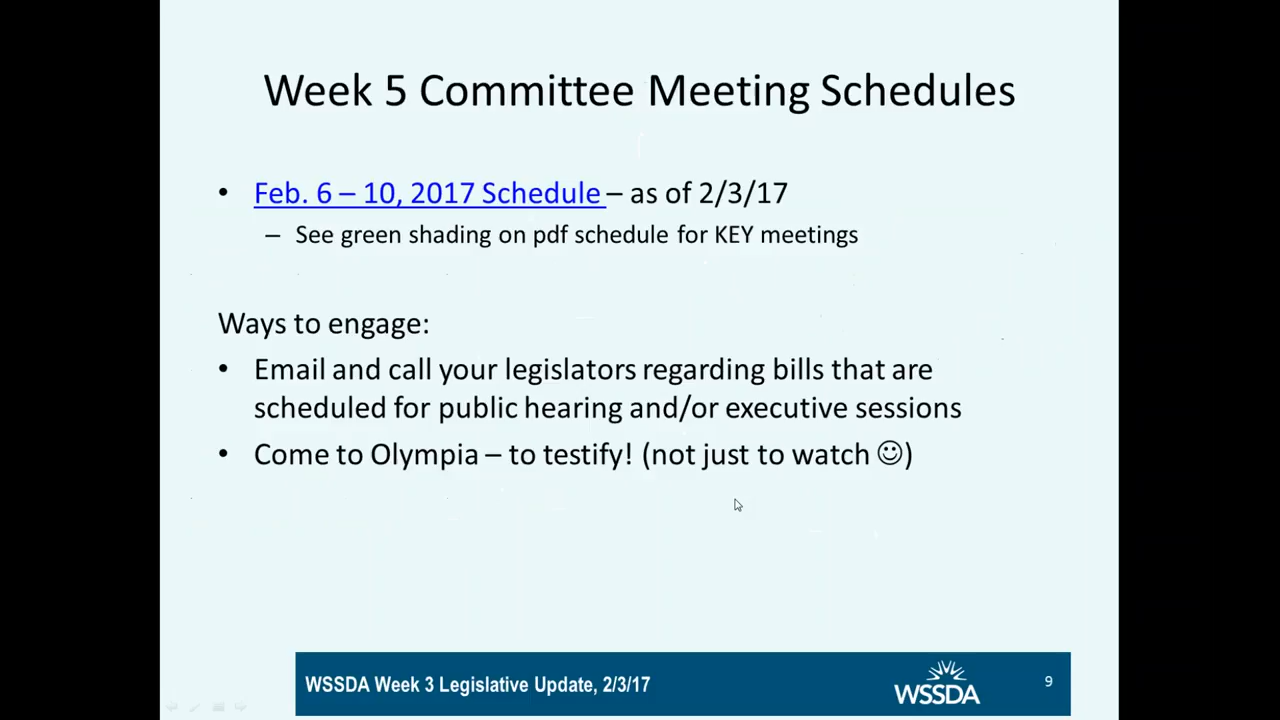 Week 5 Committee Meeting Schedules
• Feb. 6 – 10, 2017 Schedule – as of 2/3/17
– See green shading on pdf schedule for KEY meetings
Ways to engage:
• Email and call your legislators regarding bills that are
scheduled for public hearing and/or executive sessions
• Come to Olympia – to testify! (not just to watch ☺)
WSSDA Week 3 Legislative Update, 2/3/17
WSSDA
9